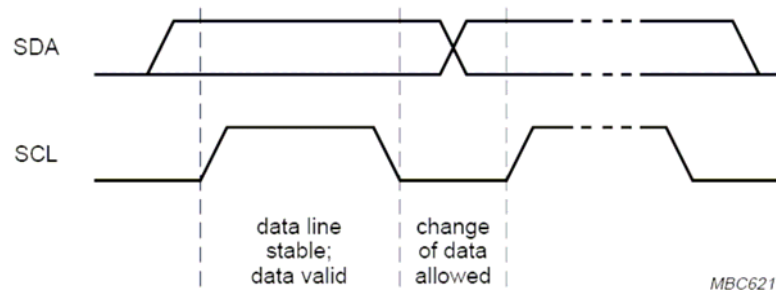 SDA
SCL
data line
stable;
data valid
change
of data
allowed
MBC621